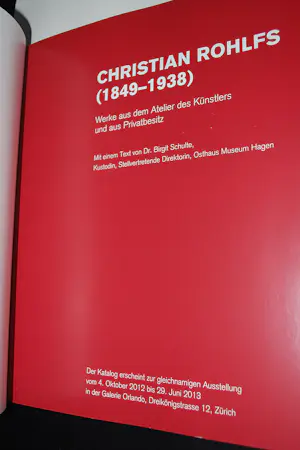 CHRISTIAN ROHLFS
(1849–1938)
Werke aus dem Atelier des Künstlers
und aus Privatbesitz
Mit einem Text von Dr. Birgit Schulte,
Kustodin, Stellvertretende Direktorin, Osthaus Museum Hagen
Der Katalog erscheint zur gleichnamigen Ausstellung
vom 4. Oktober 2012 bis 29. Juni 2013
in der Galerie Orlando, Dreikönigstrasse 12, Zürich